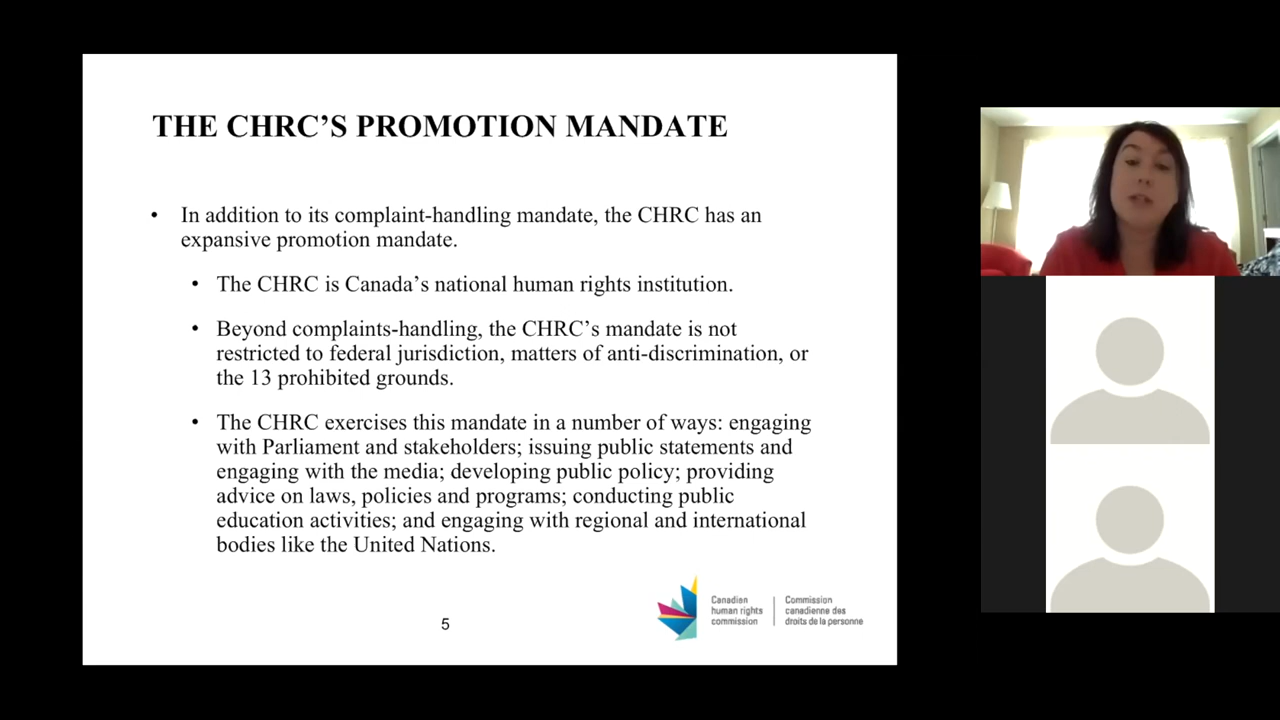 THE CHRC’S PROMOTION MANDATE
• In addition to its complaint-handling mandate, the CHRC has an
expansive promotion mandate.
• The CHRC is Canada’s national human rights institution.
• Beyond complaints-handling, the CHRC’s mandate is not
restricted to federal jurisdiction, matters of anti-discrimination, or
the 13 prohibited grounds.
• The CHRC exercises this mandate in a number of ways: engaging
with Parliament and stakeholders; issuing public statements and
engaging with the media; developing public policy; providing
advice on laws, policies and programs; conducting public
education activities; and engaging with regional and international
bodies like the United Nations.
5
Canadian
human rights
commission
Commission
canadienne des
droits de la personne